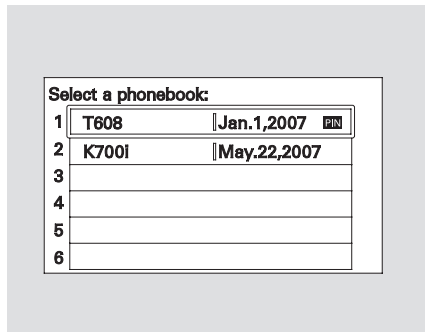 Select a phonebook:
1 T608 Jan.1,2007 PIN
2 K700i May.22,2007
3
4
5
6